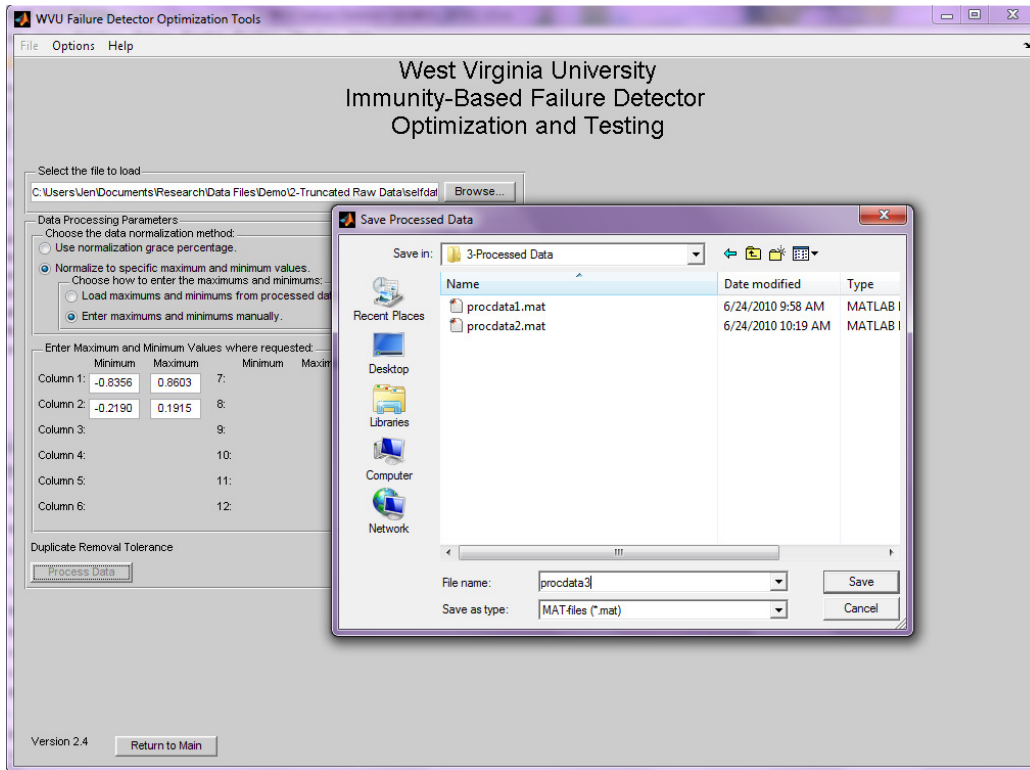 WVU Failure Detector Optimization Tools
File Options Help
West Virginia University
Immunity-Based Failure Detector
Optimization and Testing
Select the file to load
C:\Users\Jen\Documents\Research\Data Files\Demo\2-Truncated Raw Data\selfdat Browse...
Data Processing Parameters
Choose the data normalization method:
Use normalization grace percentage.
Normalize to specific maximum and minimum values.
Choose how to enter the maximums and minimums:
Load maximums and minimums from processed dat
Enter maximums and minimums manually.
Enter Maximum and Minimum Values where requested:
Minimum Maximum Minimum Maxim
Column 1: -0.8356 0.8603 7:
Column 2: -0.2190 0.1915 8:
Column 3: 9:
Column 4: 10:
Column 5: 11:
Column 6: 12:
Duplicate Removal Tolerance
Process Data
Version 2.4 Return to Main
Save Processed Data
Save in: 3-Processed Data
Name Date modified Type
procdata1.mat 6/24/2010 9:58 AM MATLAB
procdata2.mat 6/24/2010 10:19 AM MATLAB
Recent Places
Desktop
Libraries
Computer
Network
File name: procdata3 Save
Save as type: MAT-files (*.mat) Cancel